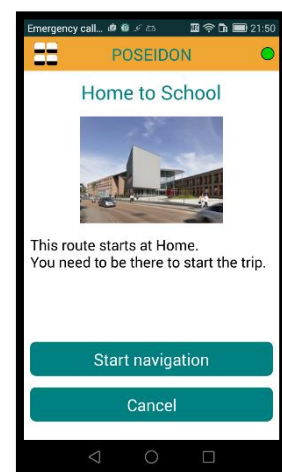 Emergency call... 21:50
POSEIDON
Home to School
This route starts at Home.
You need to be there to start the trip.
Start navigation
Cancel